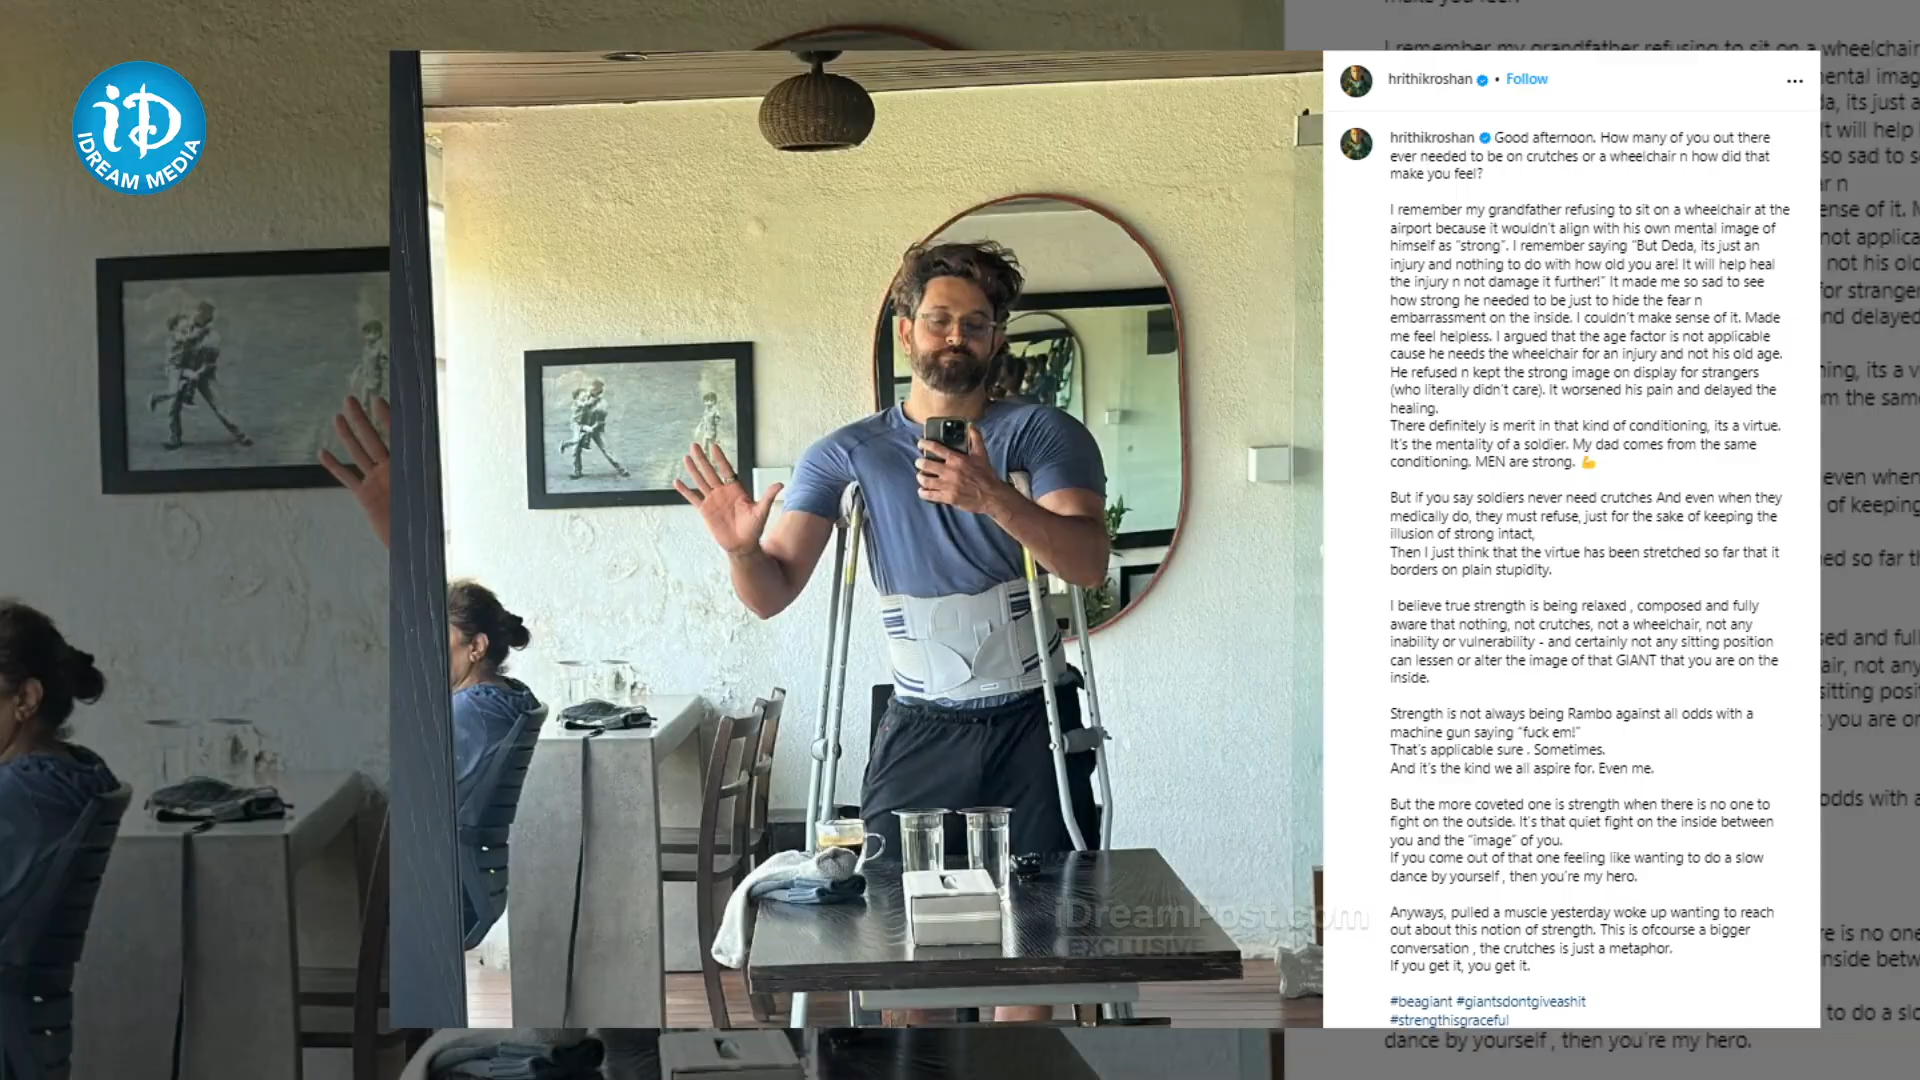 iD
IDREAM MEDIA
hrithikroshan • Follow
hrithikroshan Good afternoon. How many of you out there
ever needed to be on crutches or a wheelchair n how did that
make you feel?
I remember my grandfather refusing to sit on a wheelchair at the
airport because it wouldn't align with his own mental image of
himself as "strong". I remember saying "But Deda, its just an
injury and nothing to do with how old you are! It will help heal
the injury n not damage it further!" It made me so sad to see
how strong he needed to be just to hide the fear n
embarrassment on the inside. I couldn't make sense of it. Made
me feel helpless. I argued that the age factor is not applicable
cause he needs the wheelchair for an injury and not his old age.
He refused n kept the strong image on display for strangers
(who literally didn't care). It worsened his pain and delayed the
healing.
There definitely is merit in that kind of conditioning, its a virtue.
It's the mentality of a soldier. My dad comes from the same
conditioning. MEN are strong. 💪
But if you say soldiers never need crutches And even when they
medically do, they must refuse, just for the sake of keeping the
illusion of strong intact,
Then I just think that the virtue has been stretched so far that it
borders on plain stupidity.
I believe true strength is being relaxed , composed and fully
aware that nothing, not crutches, not a wheelchair, not any
inability or vulnerability - and certainly not any sitting position
can lessen or alter the image of that GIANT that you are on the
inside.
Strength is not always being Rambo against all odds with a
machine gun saying "fuck em!"
That's applicable sure . Sometimes.
And it's the kind we all aspire for. Even me.
But the more coveted one is strength when there is no one to
fight on the outside. It's that quiet fight on the inside between
you and the "image" of you.
If you come out of that one feeling like wanting to do a slow
dance by yourself , then you're my hero.
Anyways, pulled a muscle yesterday woke up wanting to reach
out about this notion of strength. This is ofcourse a bigger
conversation , the crutches is just a metaphor.
If you get it, you get it.
#beagiant #giantsdontgiveashit
#strengthisgraceful
iDreamPost.com
EXCLUSIVE
dance by yourself , then you're my hero.